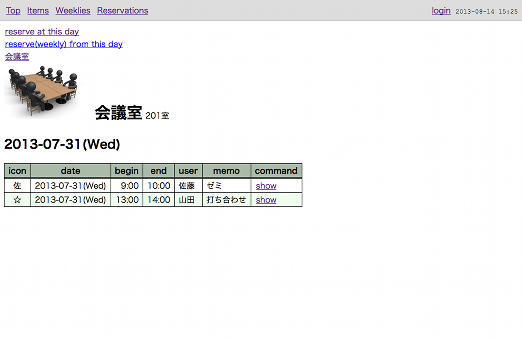 Top Items Weeklies Reservations login 2013-08-14 15:25
reserve at this day
reserve(weekly) from this day
会議室
会議室 201室
2013-07-31(Wed)
icon date begin end user memo command
佐 2013-07-31(Wed) 9:00 10:00 佐藤 ゼミ show
☆ 2013-07-31(Wed) 13:00 14:00 山田 打ち合わせ show